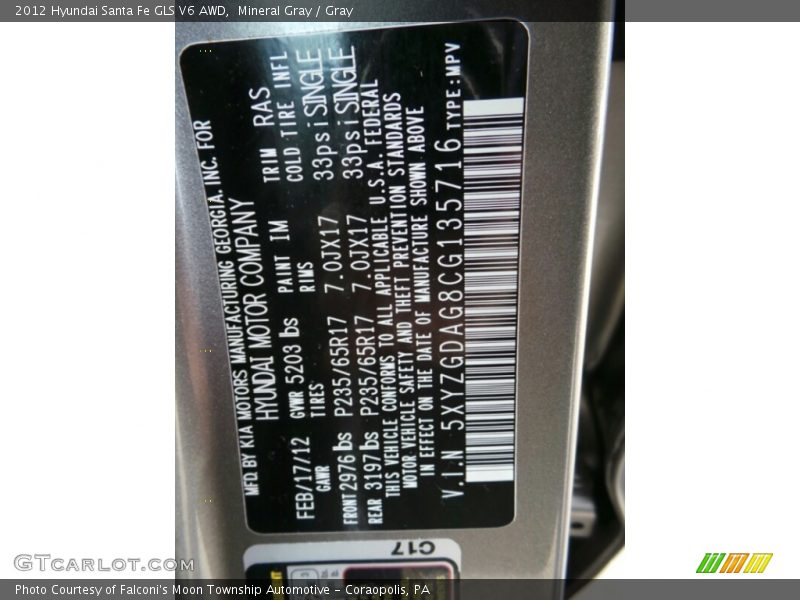 2012 Hyundai Santa Fe GLS V6 AWD, Mineral Gray / Gray
MFD. BY KIA MOTORS MANUFACTURING GEORGIA. INC. FOR
HYUNDAI MOTOR COMPANY
FEB/17/12 GVWR 5203 lbs PAINT IM TRIM RAS
GAWR TIRES RIMS COLD TIRE INFL
FRONT 2976 lbs P235/65R17 7.0JX17 33psi SINGLE
REAR 3197 lbs P235/65R17 7.0JX17 33psi SINGLE
THIS VEHICLE CONFORMS TO ALL APPLICABLE U.S.A. FEDERAL
MOTOR VEHICLE SAFETY AND THEFT PREVENTION STANDARDS
IN EFFECT ON THE DATE OF MANUFACTURE SHOWN ABOVE
V.I.N 5XYZGDAG8CG135716 TYPE:MPV
C17
GTCarLot.com
Photo Courtesy of Falconi's Moon Township Automotive - Coraopolis, PA